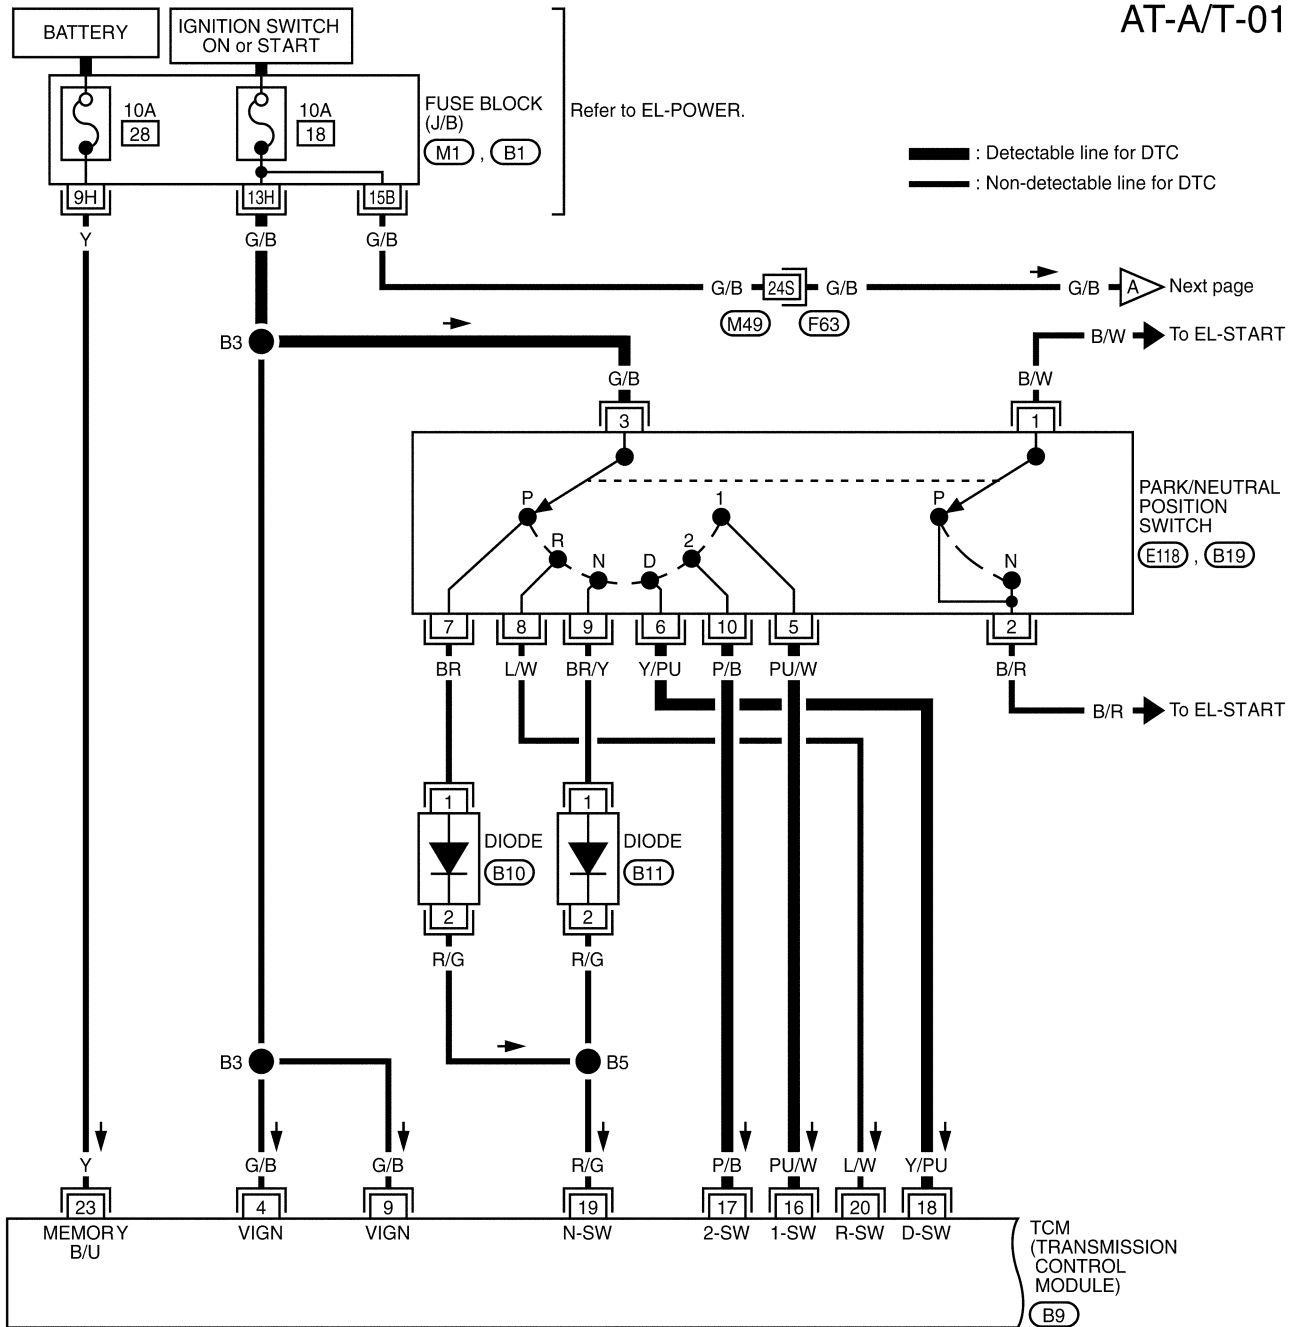 AT-A/T-01
BATTERY
IGNITION SWITCH
ON or START
10A
28
10A
18
FUSE BLOCK
(J/B)
M1 , B1
Refer to EL-POWER.
: Detectable line for DTC
: Non-detectable line for DTC
9H
13H
15B
Y
G/B
G/B
G/B
24S
G/B
G/B
A
Next page
M49
F63
B3
B/W
To EL-START
G/B
B/W
3
1
P
1
P
R
2
N
D
N
PARK/NEUTRAL
POSITION
SWITCH
E118 , B19
7
8
9
6
10
5
2
BR
L/W
BR/Y
Y/PU
P/B
PU/W
B/R
B/R
To EL-START
1
1
DIODE
B10
DIODE
B11
2
2
R/G
R/G
B3
B5
Y
G/B
G/B
R/G
P/B
PU/W
L/W
Y/PU
23
4
9
19
17
16
20
18
MEMORY
B/U
VIGN
VIGN
N-SW
2-SW
1-SW
R-SW
D-SW
TCM
(TRANSMISSION
CONTROL
MODULE)
B9